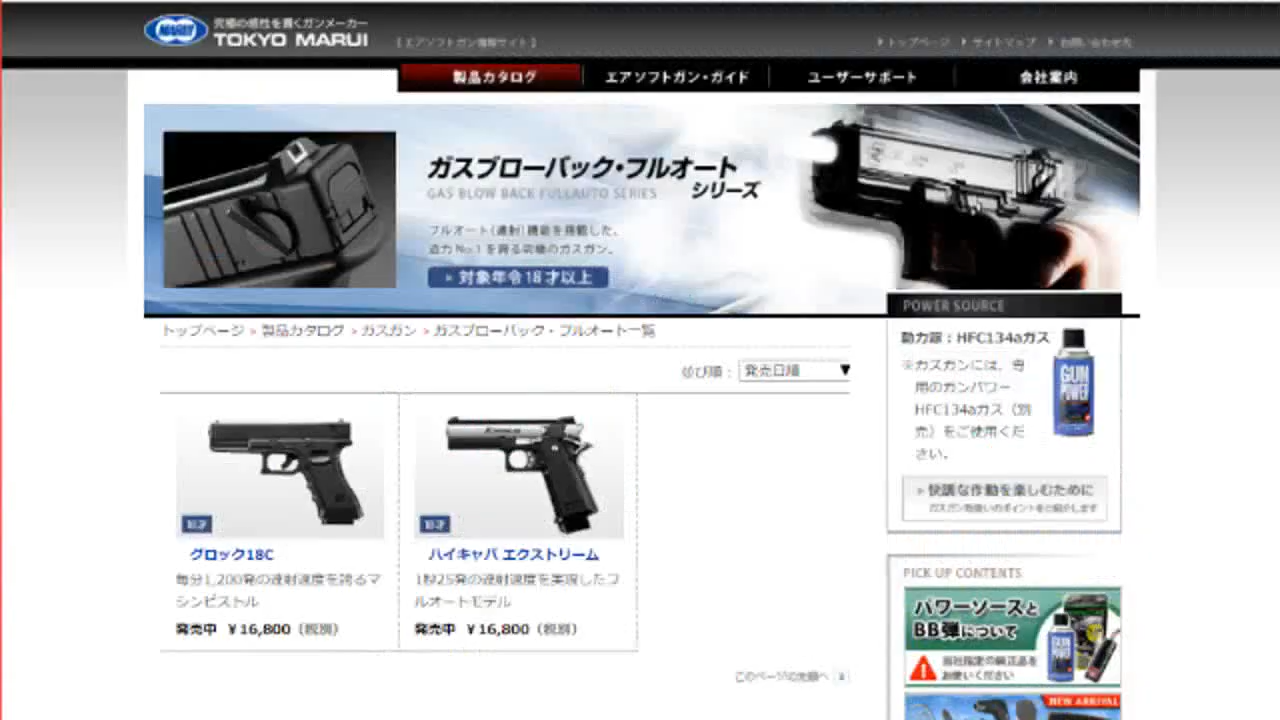 MARUI
究極の感性を貫くガンメーカー
TOKYO MARUI
[エアソフトガン情報サイト]
トップページ サイトマップ お問い合わせ先
製品カタログ エアソフトガン・ガイド ユーザーサポート 会社案内
ガスブローバック・フルオート
シリーズ
GAS BLOW BACK FULLAUTO SERIES
フルオート(連射)機能を搭載した、
迫力No.1を誇る究極のガスガン。
» 対象年令18才以上
トップページ > 製品カタログ > ガスガン > ガスブローバック・フルオート一覧
並び順: 発売日順 ▼
18才
グロック18C
毎分1,200発の連射速度を誇るマ
シンピストル
発売中 ¥16,800(税別)
18才
ハイキャパ エクストリーム
1秒25発の連射速度を実現したフ
ルオートモデル
発売中 ¥16,800(税別)
このページの先頭へ
POWER SOURCE
動力源:HFC134aガス
※ガスガンには、専
用のガンパワー
HFC134aガス(別
売)をご使用くだ
さい。
GUN
POWER
» 快調な作動を楽しむために
ガスガン取扱いのポイントをご紹介します
PICK UP CONTENTS
パワーソースと
BB弾について
当社指定の純正品を
お使いください
GUN
POWER
NEW ARRIVAL